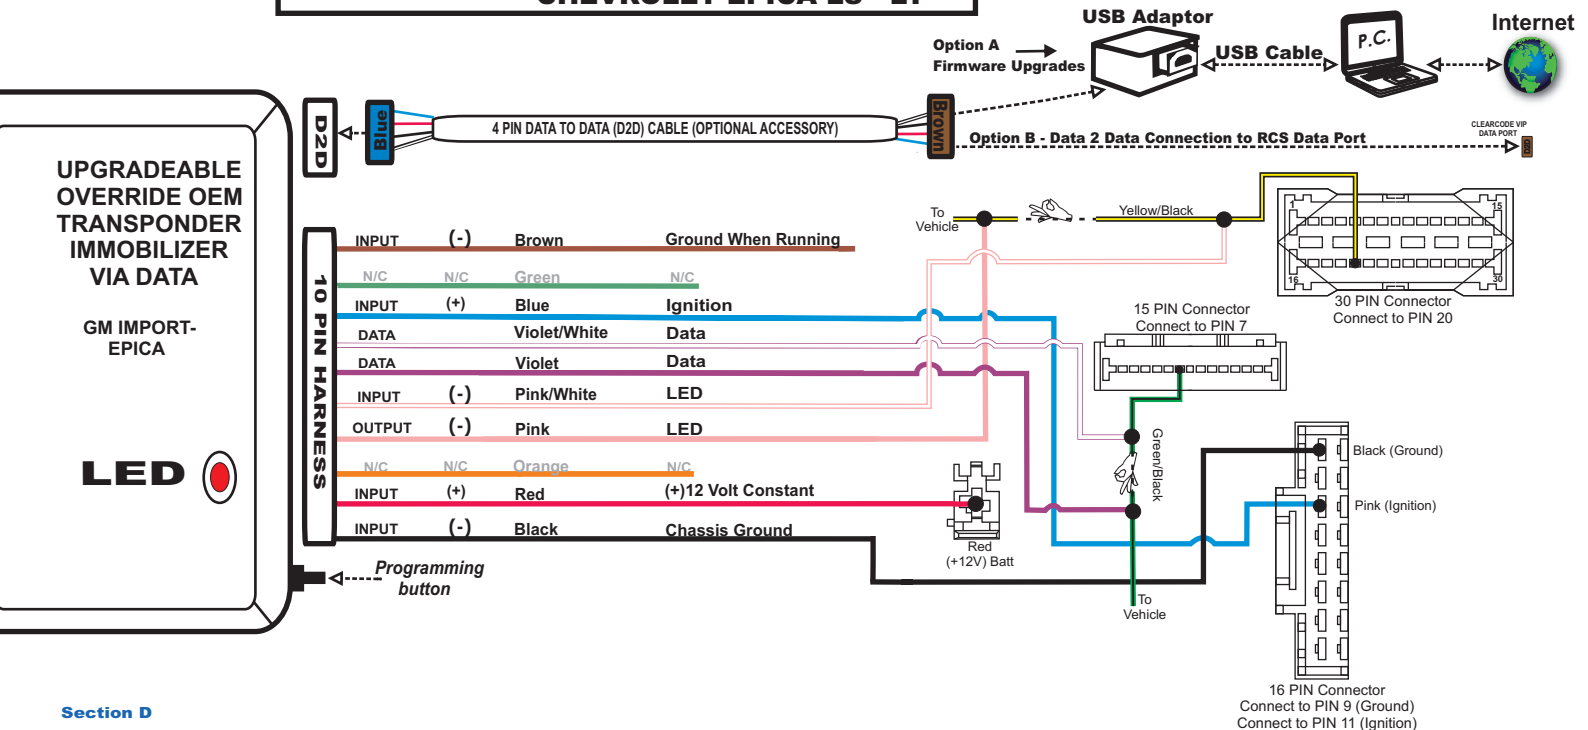 CHEVROLET EPICA LS - LT
USB Adaptor
Internet
Option A
Firmware Upgrades
USB Cable
P.C.
D2D
Blue
4 PIN DATA TO DATA (D2D) CABLE (OPTIONAL ACCESSORY)
Brown
Option B - Data 2 Data Connection to RCS Data Port
CLEARCODE VIP
DATA PORT
D2D
UPGRADEABLE
OVERRIDE OEM
TRANSPONDER
IMMOBILIZER
VIA DATA
GM IMPORT-
EPICA
LED
10 PIN HARNESS
INPUT (-) Brown Ground When Running
N/C N/C Green N/C
INPUT (+) Blue Ignition
DATA Violet/White Data
DATA Violet Data
INPUT (-) Pink/White LED
OUTPUT (-) Pink LED
N/C N/C Orange N/C
INPUT (+) Red (+)12 Volt Constant
INPUT (-) Black Chassis Ground
Programming
button
To
Vehicle
Yellow/Black
1
15
16
30
30 PIN Connector
Connect to PIN 20
15 PIN Connector
Connect to PIN 7
Green/Black
Red
(+12V) Batt
To
Vehicle
Black (Ground)
Pink (Ignition)
16 PIN Connector
Connect to PIN 9 (Ground)
Connect to PIN 11 (Ignition)
Section D